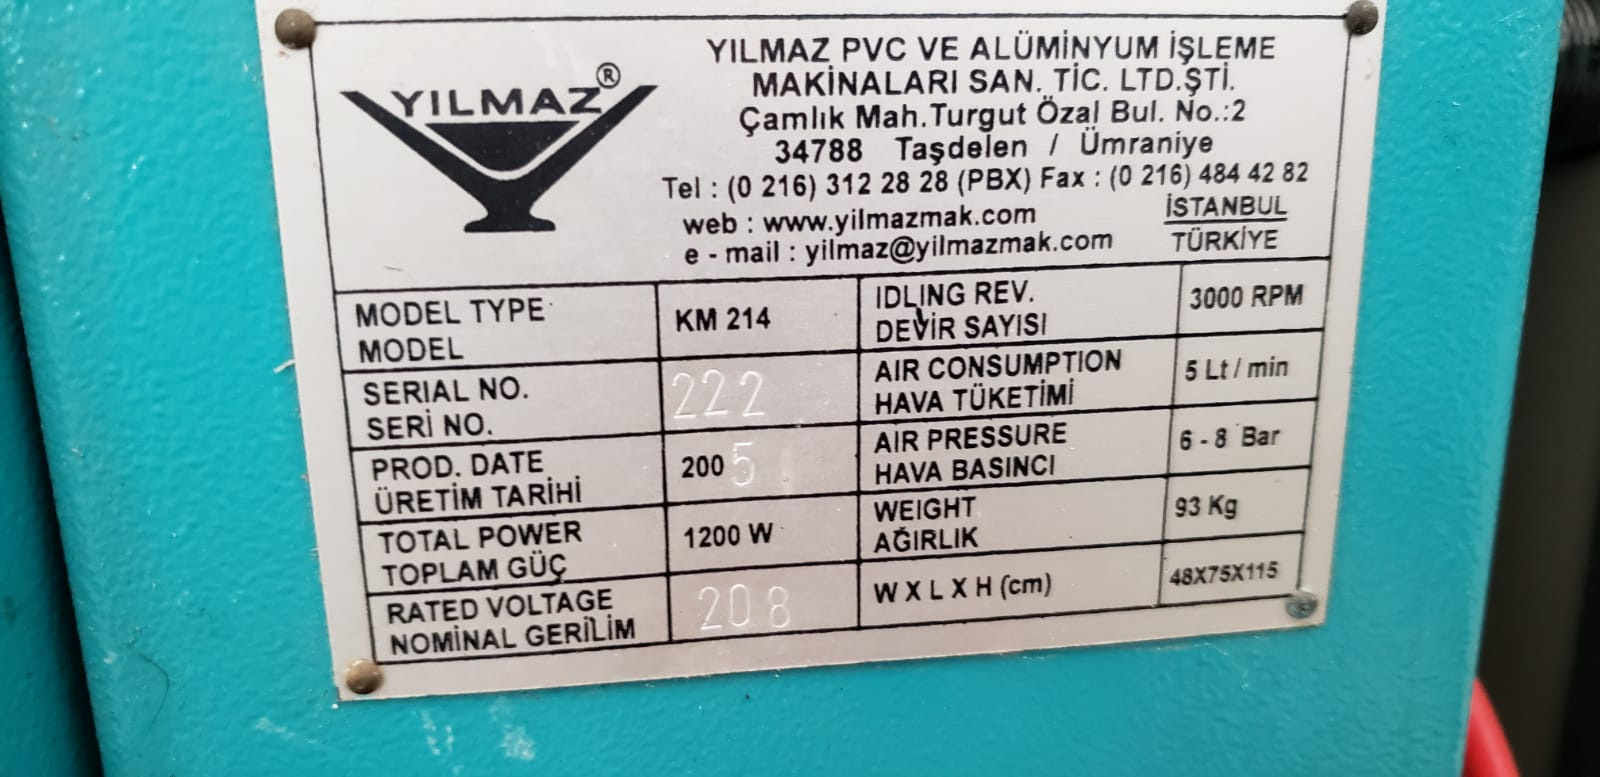 YILMAZ ®
YILMAZ PVC VE ALÜMİNYUM İŞLEME
MAKİNALARI SAN. TİC. LTD.ŞTİ.
Çamlık Mah.Turgut Özal Bul. No.:2
34788 Taşdelen / Ümraniye
Tel : (0 216) 312 28 28 (PBX) Fax : (0 216) 484 42 82
web : www.yilmazmak.com
e - mail : yilmaz@yilmazmak.com
İSTANBUL
TÜRKİYE
MODEL TYPE
MODEL
KM 214
SERIAL NO.
SERİ NO.
222
PROD. DATE
ÜRETİM TARİHİ
2005
TOTAL POWER
TOPLAM GÜÇ
1200 W
RATED VOLTAGE
NOMİNAL GERİLİM
208
IDLING REV.
DEVİR SAYISI
3000 RPM
AIR CONSUMPTION
HAVA TÜKETİMİ
5 Lt / min
AIR PRESSURE
HAVA BASINCI
6 - 8 Bar
WEIGHT
AĞIRLIK
93 Kg
W X L X H (cm)
48X75X115